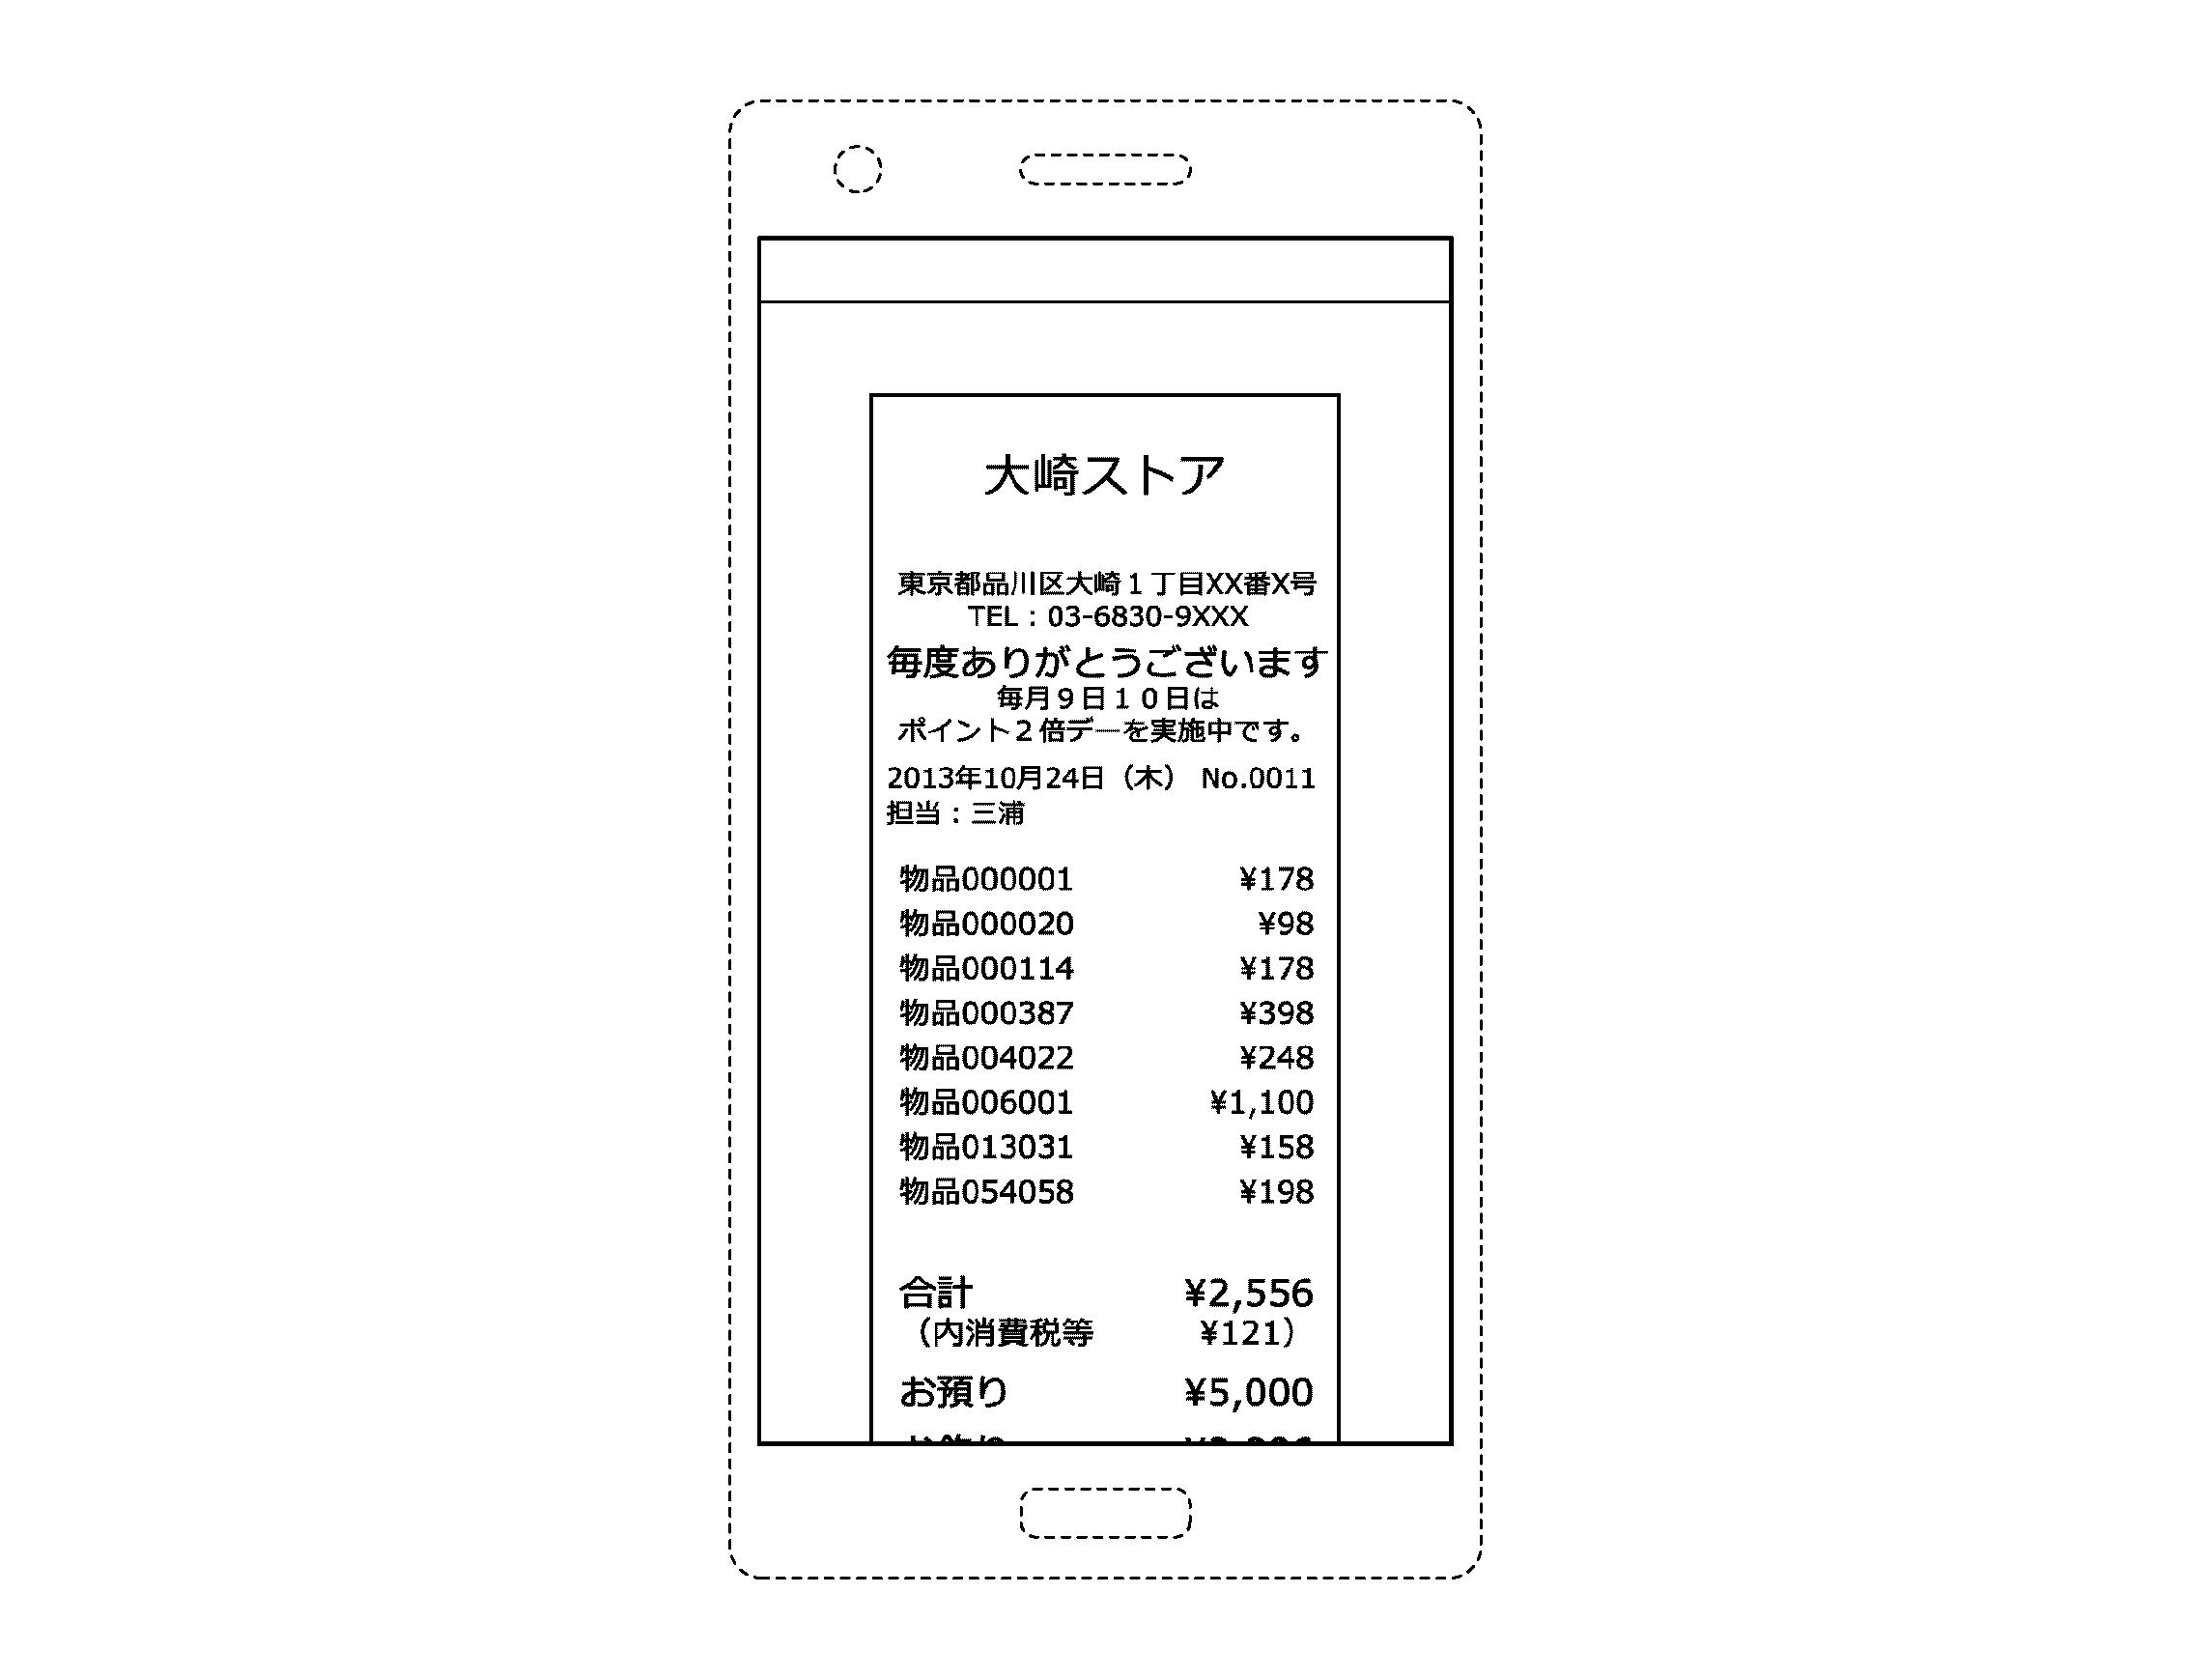 大崎ストア
東京都品川区大崎１丁目XX番X号
TEL：03-6830-9XXX
毎度ありがとうございます
毎月９日１０日は
ポイント２倍デーを実施中です。
2013年10月24日（木） No.0011
担当：三浦
物品000001 ¥178
物品000020 ¥98
物品000114 ¥178
物品000387 ¥398
物品004022 ¥248
物品006001 ¥1,100
物品013031 ¥158
物品054058 ¥198
合計 ¥2,556
（内消費税等 ¥121）
お預り ¥5,000